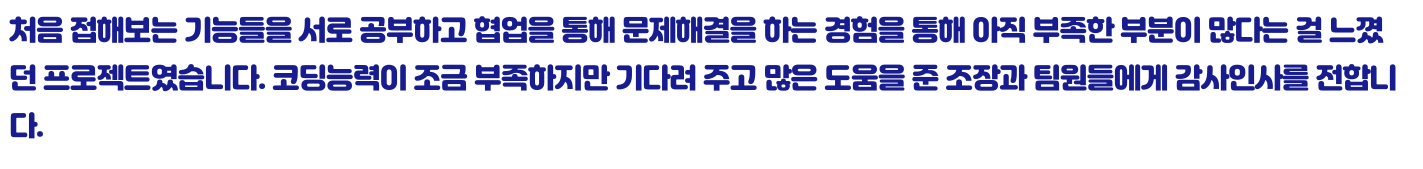 처음 접해보는 기능들을 서로 공부하고 협업을 통해 문제해결을 하는 경험을 통해 아직 부족한 부분이 많다는 걸 느꼈
던 프로젝트였습니다. 코딩능력이 조금 부족하지만 기다려 주고 많은 도움을 준 조장과 팀원들에게 감사인사를 전합니
다.